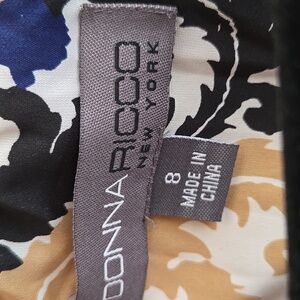 DONNA RICCO
NEW YORK
8
MADE IN
CHINA